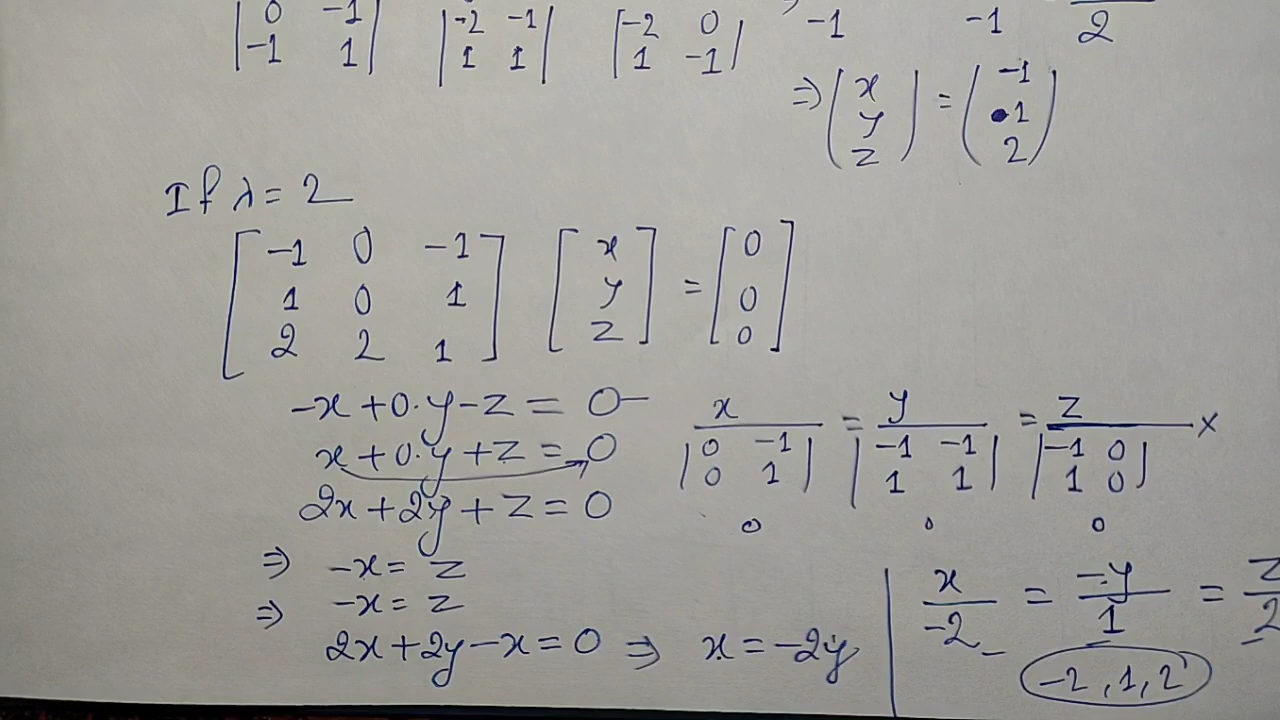 |0 -1| |-2 -1| |-2 0| -1 -1 2
|-1 1| |1 1| |1 -1|
⇒ (x y z) = (-1 1 2)
If λ = 2
[-1 0 -1] [x] = [0]
[1 0 1] [y] [0]
[2 2 1] [z] [0]
-x + 0.y - z = 0
x + 0.y + z = 0
2x + 2y + z = 0
x = y = z ×
|0 -1| |-1 -1| |-1 0|
|0 1| |1 1| |1 0|
0 0 0
⇒ -x = z
⇒ -x = z
2x + 2y - x = 0 ⇒ x = -2y
x/-2 = -y/1 = z/2
-2, 1, 2